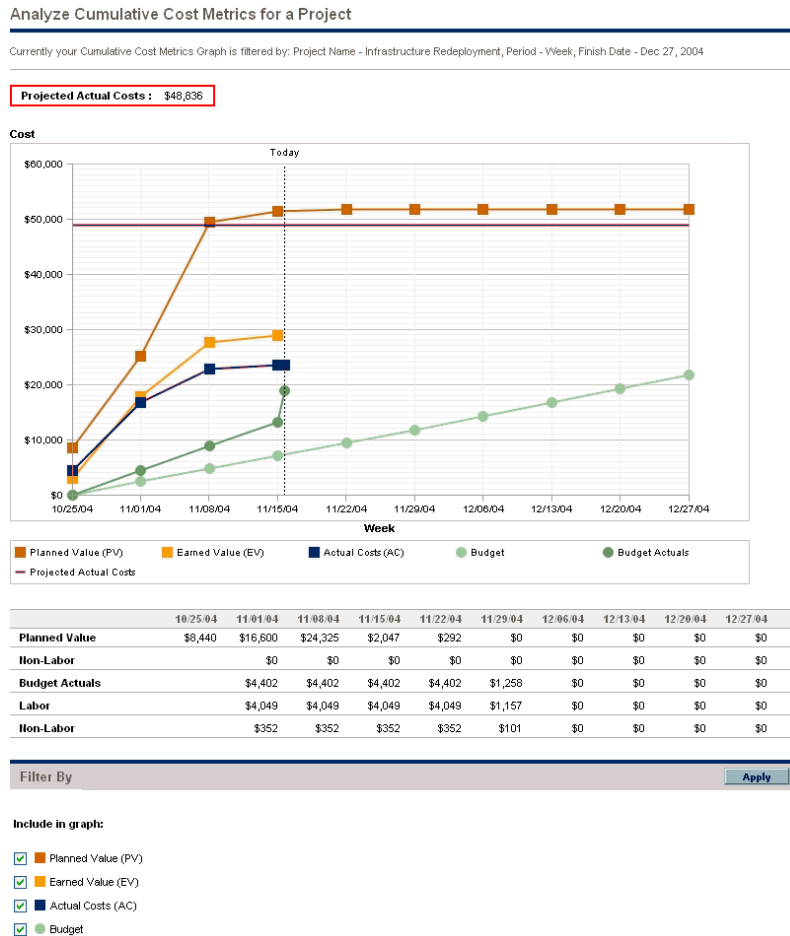 Analyze Cumulative Cost Metrics for a Project
Currently your Cumulative Cost Metrics Graph is filtered by: Project Name - Infrastructure Redeployment, Period - Week, Finish Date - Dec 27, 2004
Projected Actual Costs : $48,836
Cost
Today
$60,000
$50,000
$40,000
$30,000
$20,000
$10,000
$0
10/25/04 11/01/04 11/08/04 11/15/04 11/22/04 11/29/04 12/06/04 12/13/04 12/20/04 12/27/04
Week
Planned Value (PV) Earned Value (EV) Actual Costs (AC) Budget Budget Actuals
Projected Actual Costs
10/25/04 11/01/04 11/08/04 11/15/04 11/22/04 11/29/04 12/06/04 12/13/04 12/20/04 12/27/04
Planned Value $8,440 $16,600 $24,325 $2,047 $292 $0 $0 $0 $0 $0
Non-Labor $0 $0 $0 $0 $0 $0 $0 $0 $0
Budget Actuals $4,402 $4,402 $4,402 $4,402 $1,258 $0 $0 $0 $0
Labor $4,049 $4,049 $4,049 $4,049 $1,157 $0 $0 $0 $0
Non-Labor $352 $352 $352 $352 $101 $0 $0 $0 $0
Filter By Apply
Include in graph:
Planned Value (PV)
Earned Value (EV)
Actual Costs (AC)
Budget